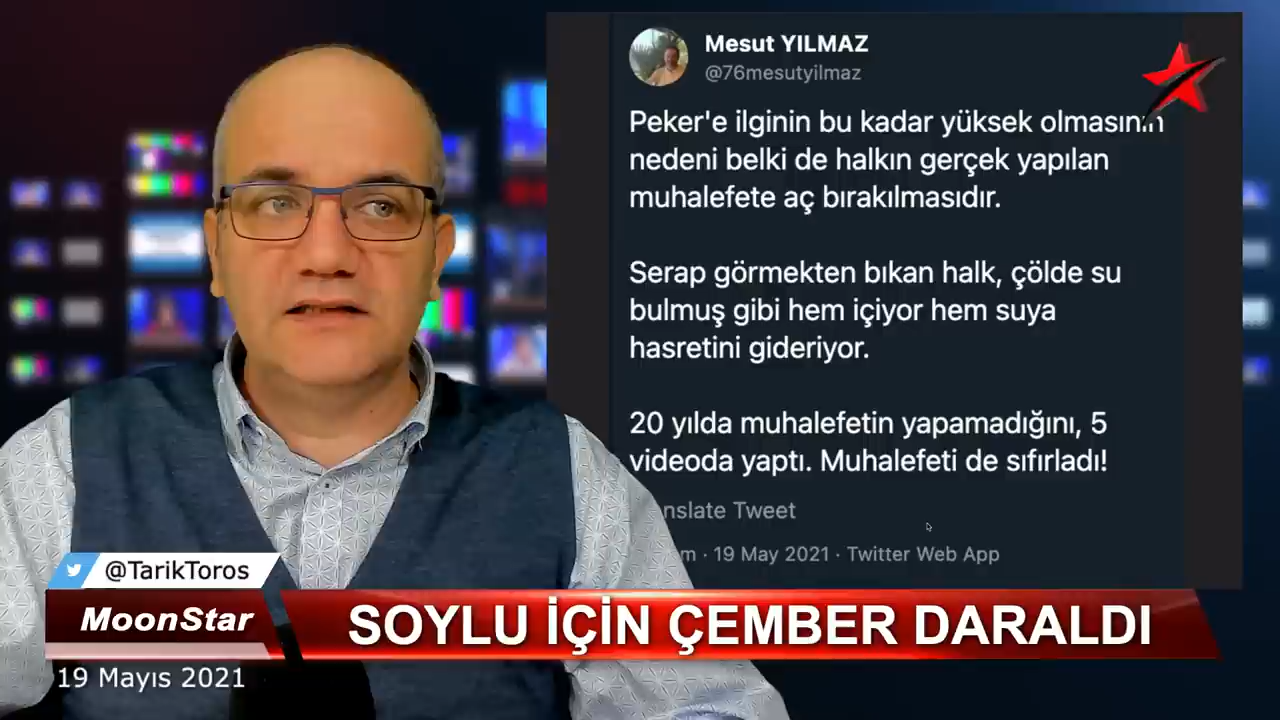 Mesut YILMAZ
@76mesutyilmaz
Peker'e ilginin bu kadar yüksek olmasının
nedeni belki de halkın gerçek yapılan
muhalefete aç bırakılmasıdır.
Serap görmekten bıkan halk, çölde su
bulmuş gibi hem içiyor hem suya
hasretini gideriyor.
20 yılda muhalefetin yapamadığını, 5
videoda yaptı. Muhalefeti de sıfırladı!
Tweet
· 19 May 2021 · Twitter Web App
@TarikToros
MoonStar
SOYLU İÇİN ÇEMBER DARALDI
19 Mayıs 2021